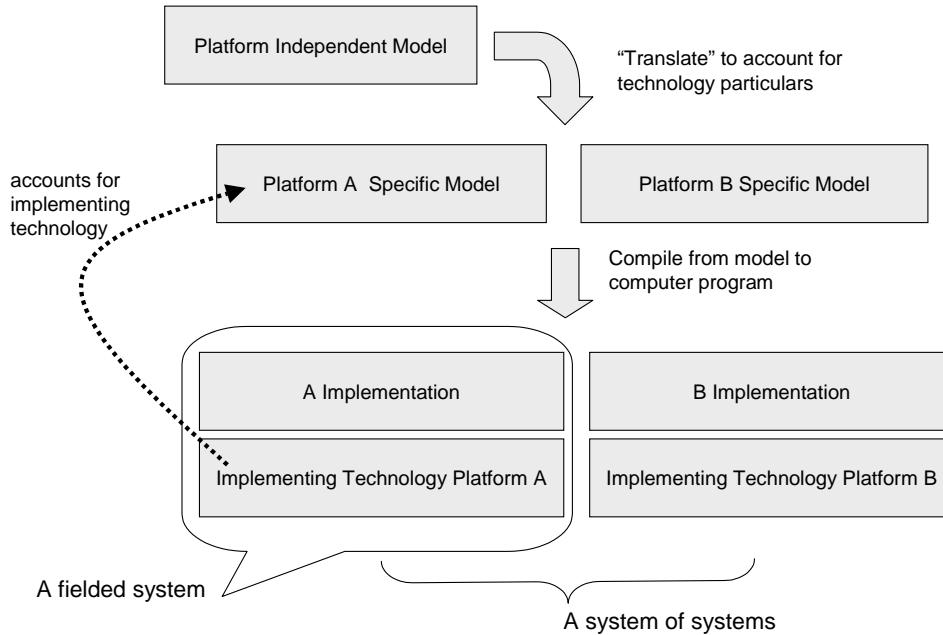 Platform Independent Model
“Translate” to account for
technology particulars
accounts for
implementing
technology
Platform A Specific Model
Platform B Specific Model
Compile from model to
computer program
A Implementation
B Implementation
Implementing Technology Platform A
Implementing Technology Platform B
A fielded system
A system of systems